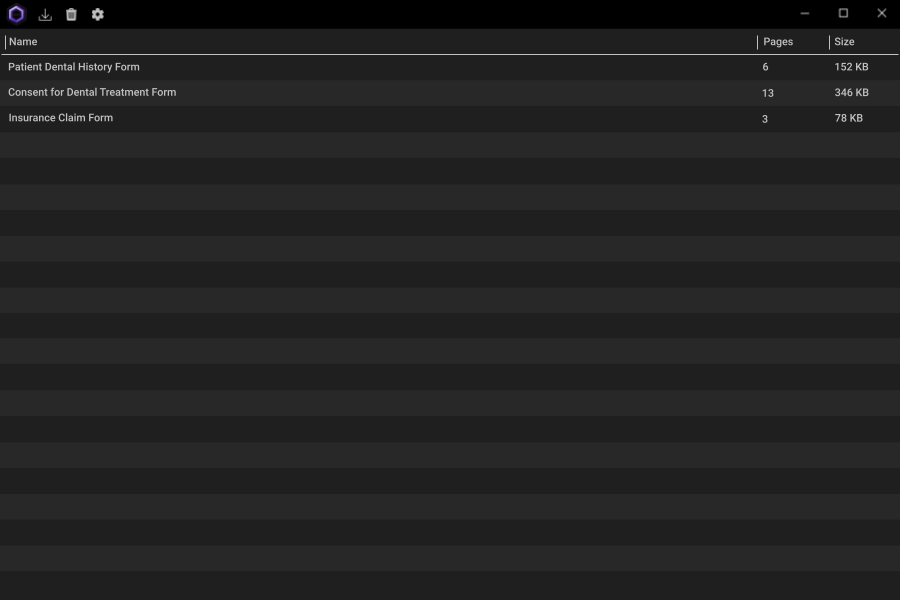 Name Pages Size
Patient Dental History Form 6 152 KB
Consent for Dental Treatment Form 13 346 KB
Insurance Claim Form 3 78 KB